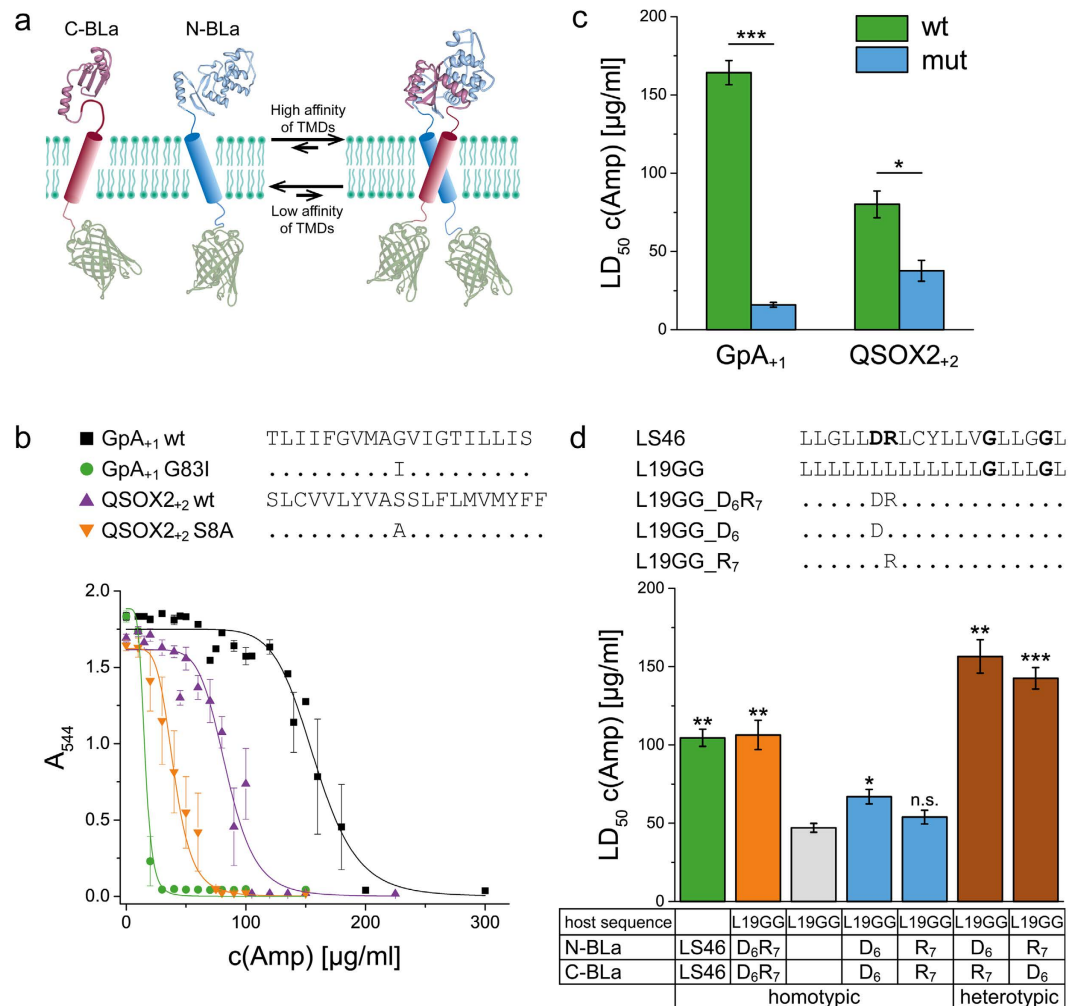 a
C-BLa
N-BLa
High affinity
of TMDs
Low affinity
of TMDs
c
LD50 c(Amp) [µg/ml]
200
150
100
50
0
wt
mut
***
*
GpA+1
QSOX2+2
b
GpA+1 wt TLIIFGVMAGVIGTILLIS
GpA+1 G83I .........I.........
QSOX2+2 wt SLCVVLYVASSLFLMVMYFF
QSOX2+2 S8A .........A..........
A544
2.0
1.5
1.0
0.5
0.0
0
100
200
300
c(Amp) [µg/ml]
d
LS46 LLGLLDRLCYLLVGLLGGL
L19GG LLLLLLLLLLLLLGLLLGL
L19GG_D6R7 .....DR............
L19GG_D6 .....D.............
L19GG_R7 ......R............
LD50 c(Amp) [µg/ml]
200
150
100
50
0
**
**
*
n.s.
**
***
host sequence L19GG L19GG L19GG L19GG L19GG L19GG
N-BLa LS46 D6R7 D6 R7 D6 R7
C-BLa LS46 D6R7 D6 R7 R7 D6
homotypic heterotypic